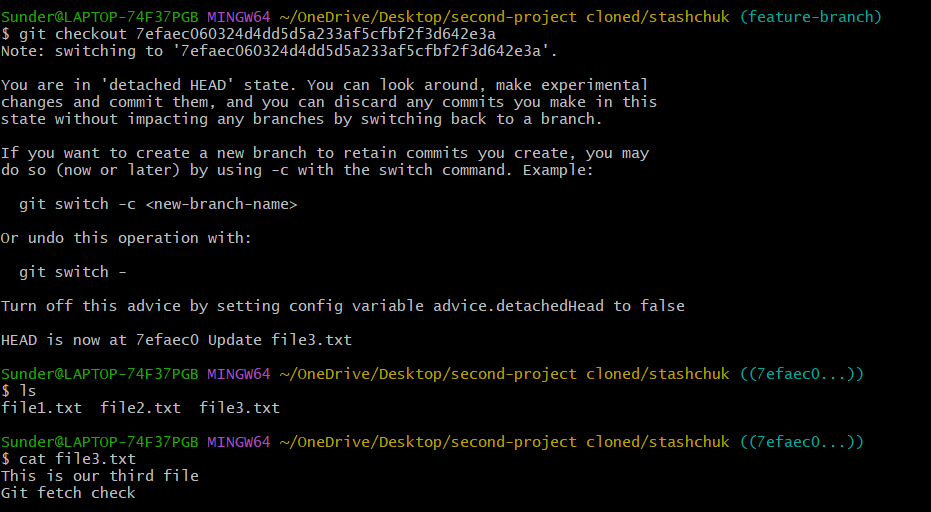 Sunder@LAPTOP-74F37PGB MINGW64 ~/OneDrive/Desktop/second-project cloned/stashchuk (feature-branch)
$ git checkout 7efaec060324d4dd5d5a233af5cfbf2f3d642e3a
Note: switching to '7efaec060324d4dd5d5a233af5cfbf2f3d642e3a'.
You are in 'detached HEAD' state. You can look around, make experimental
changes and commit them, and you can discard any commits you make in this
state without impacting any branches by switching back to a branch.
If you want to create a new branch to retain commits you create, you may
do so (now or later) by using -c with the switch command. Example:
git switch -c <new-branch-name>
Or undo this operation with:
git switch -
Turn off this advice by setting config variable advice.detachedHead to false
HEAD is now at 7efaec0 Update file3.txt
Sunder@LAPTOP-74F37PGB MINGW64 ~/OneDrive/Desktop/second-project cloned/stashchuk ((7efaec0...))
$ ls
file1.txt  file2.txt  file3.txt
Sunder@LAPTOP-74F37PGB MINGW64 ~/OneDrive/Desktop/second-project cloned/stashchuk ((7efaec0...))
$ cat file3.txt
This is our third file
Git fetch check